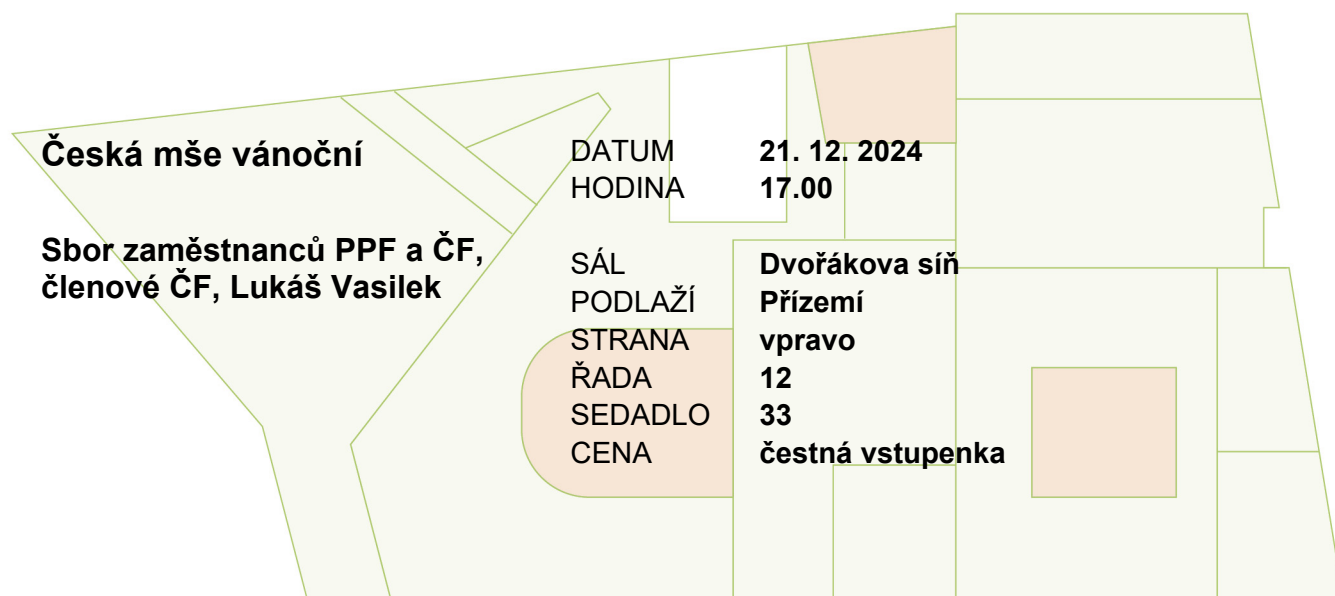 Česká mše vánoční
Sbor zaměstnanců PPF a ČF,
členové ČF, Lukáš Vasilek
DATUM 21. 12. 2024
HODINA 17.00
SÁL Dvořákova síň
PODLAŽÍ Přízemí
STRANA vpravo
ŘADA 12
SEDADLO 33
CENA čestná vstupenka